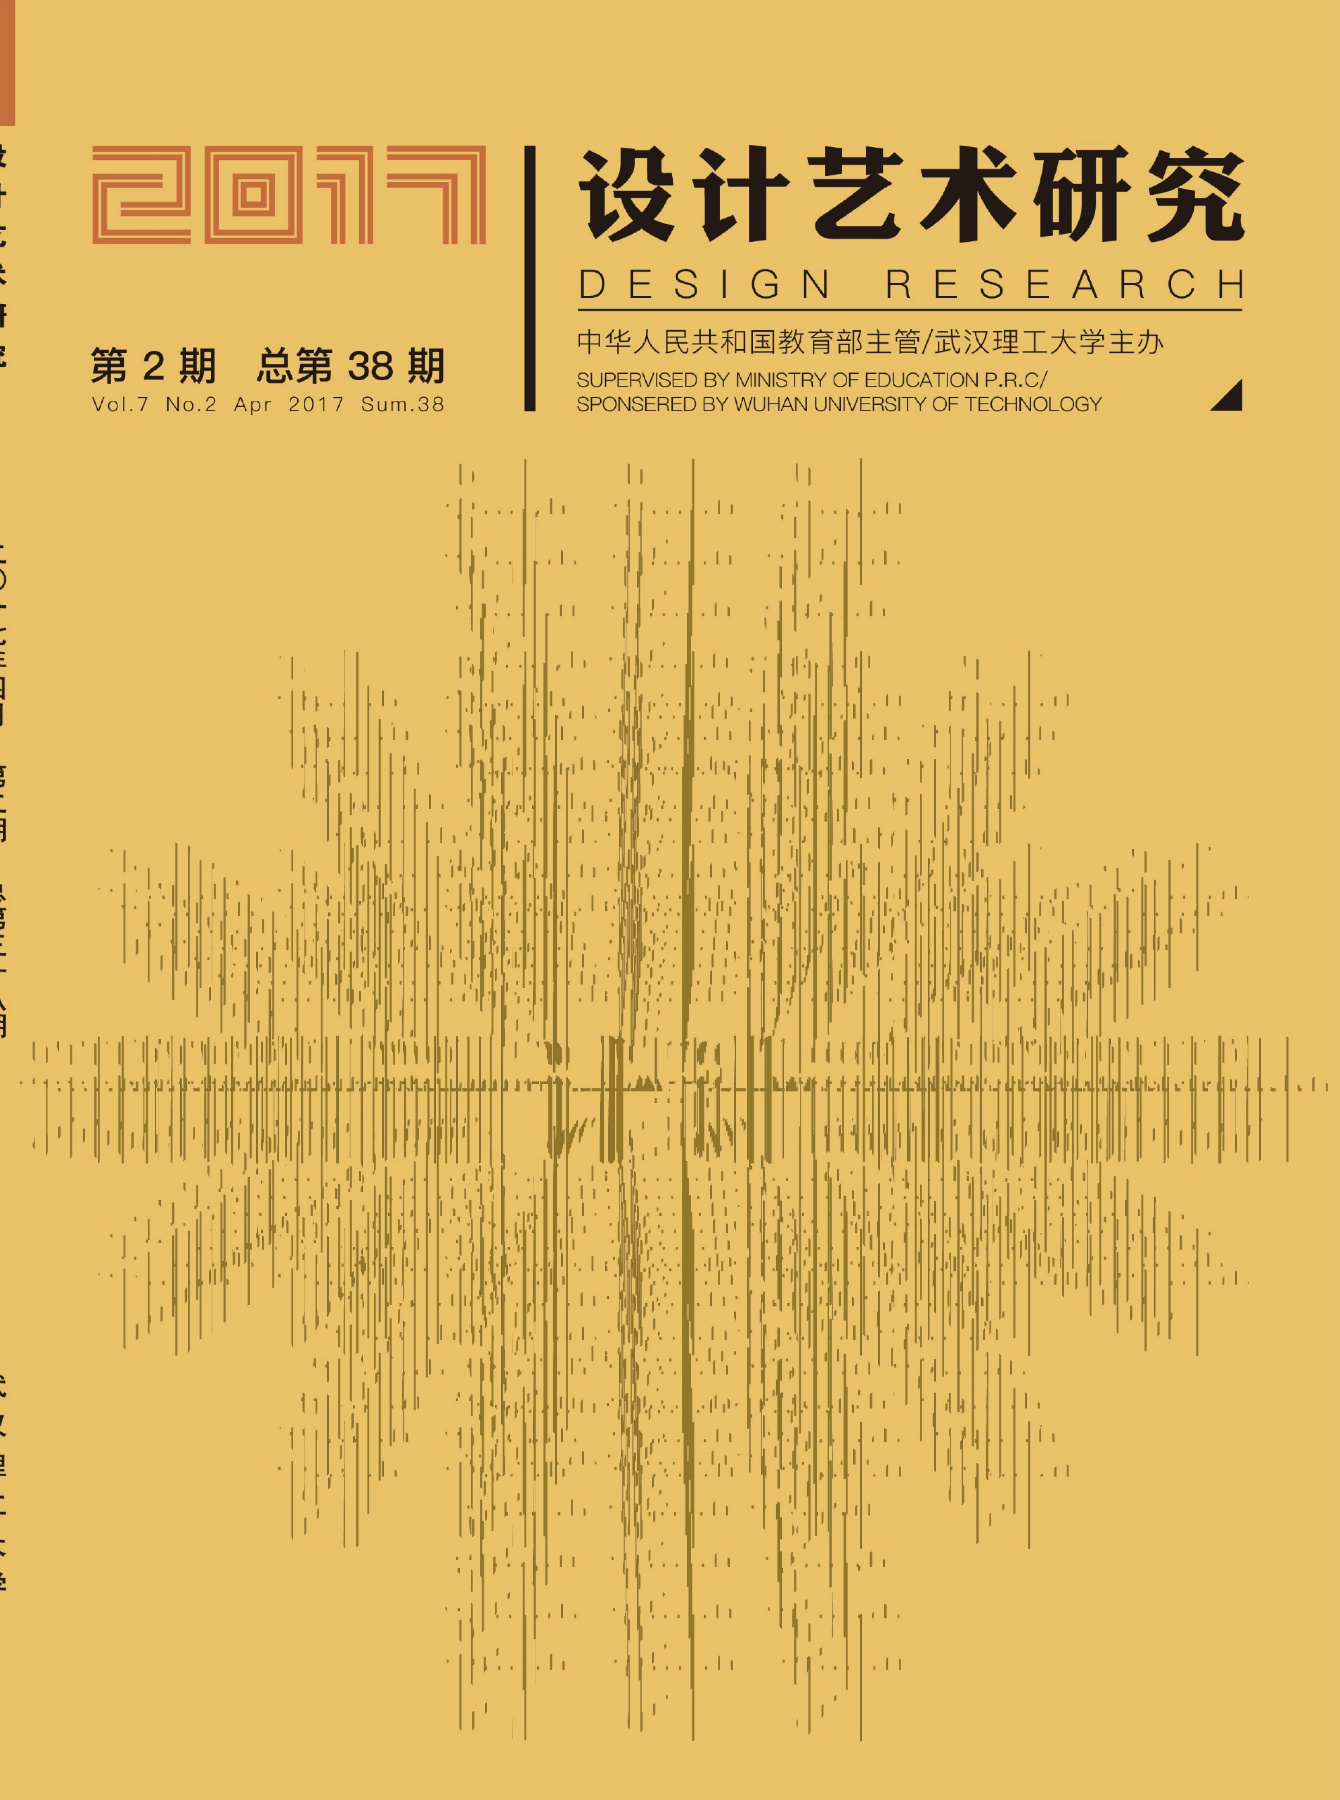 2017
设计艺术研究
DESIGN RESEARCH
中华人民共和国教育部主管/武汉理工大学主办
SUPERVISED BY MINISTRY OF EDUCATION P.R.C/
SPONSERED BY WUHAN UNIVERSITY OF TECHNOLOGY
第 2 期 总第 38 期
Vol.7 No.2 Apr 2017 Sum.38